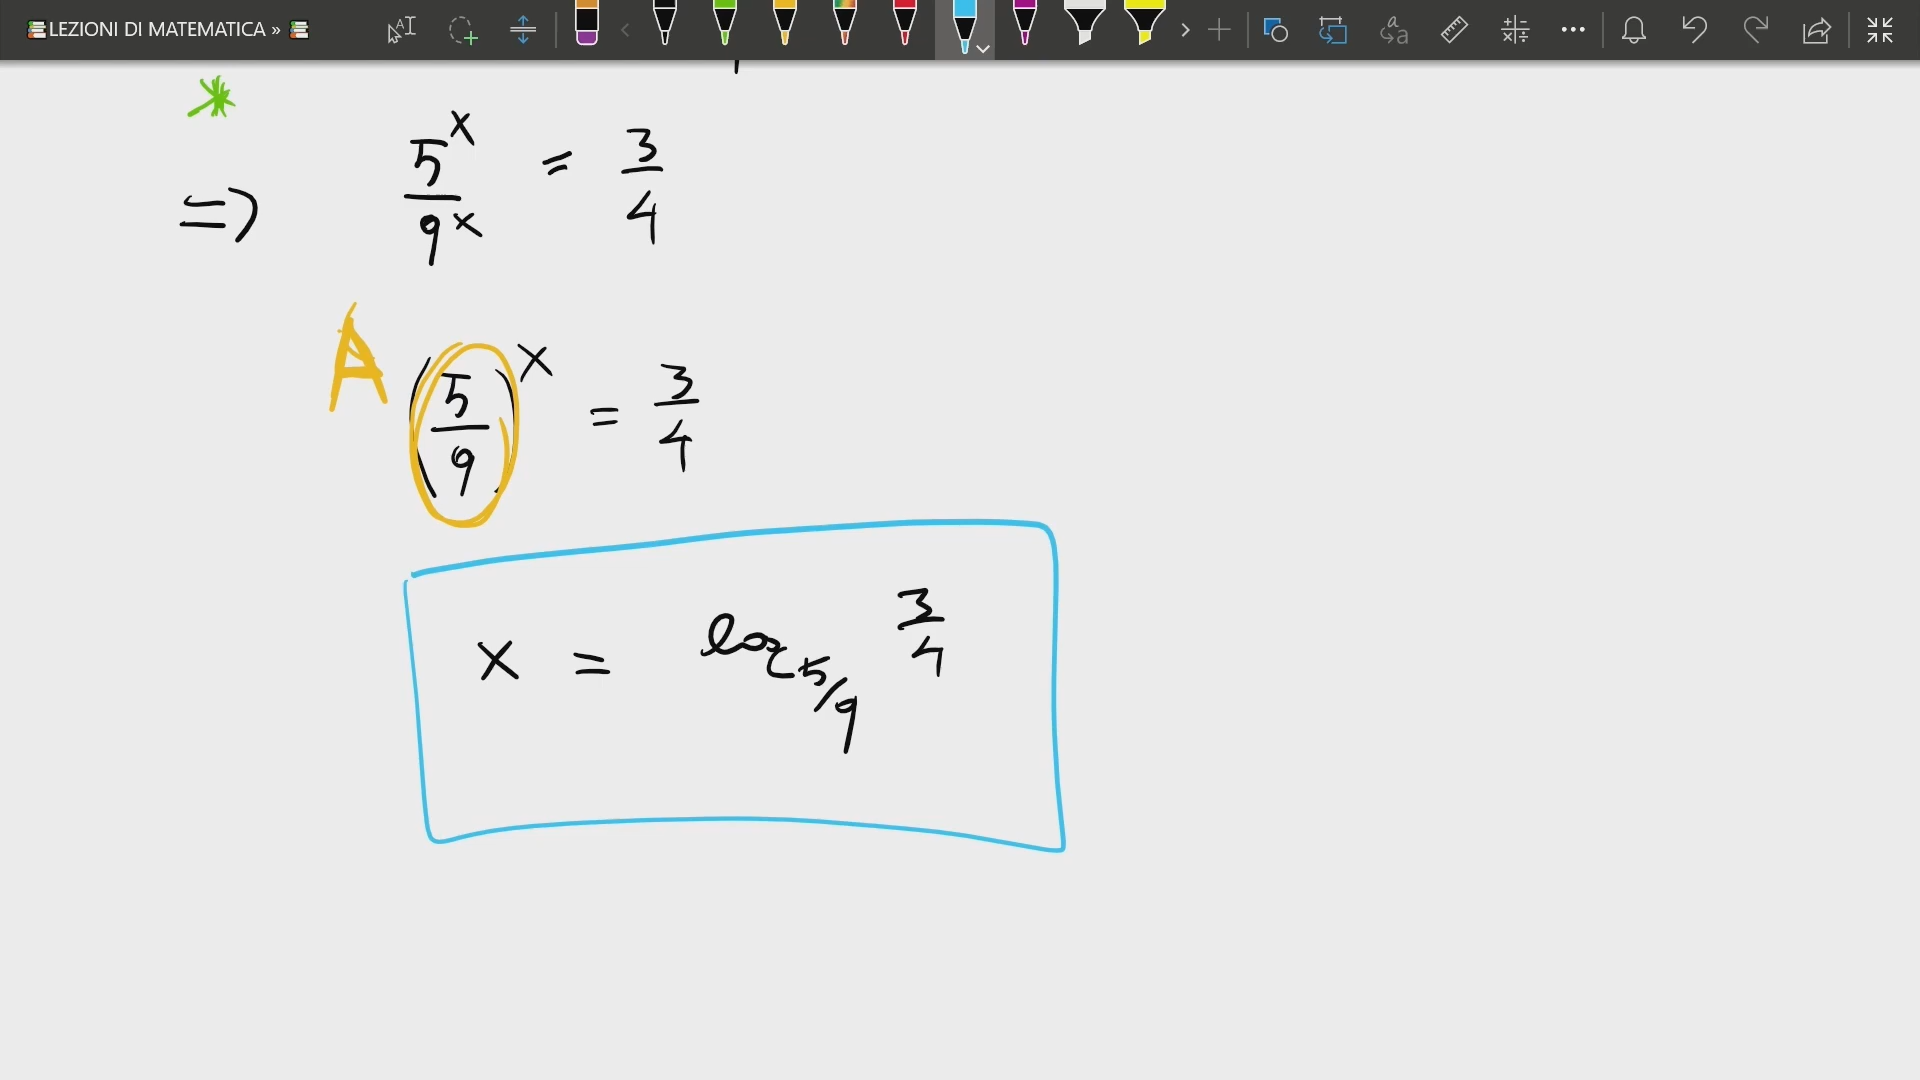 LEZIONI DI MATEMATICA »
*
=> 5^x / 9^x = 3/4
A (5/9)^x = 3/4
x = log_{5/9} 3/4